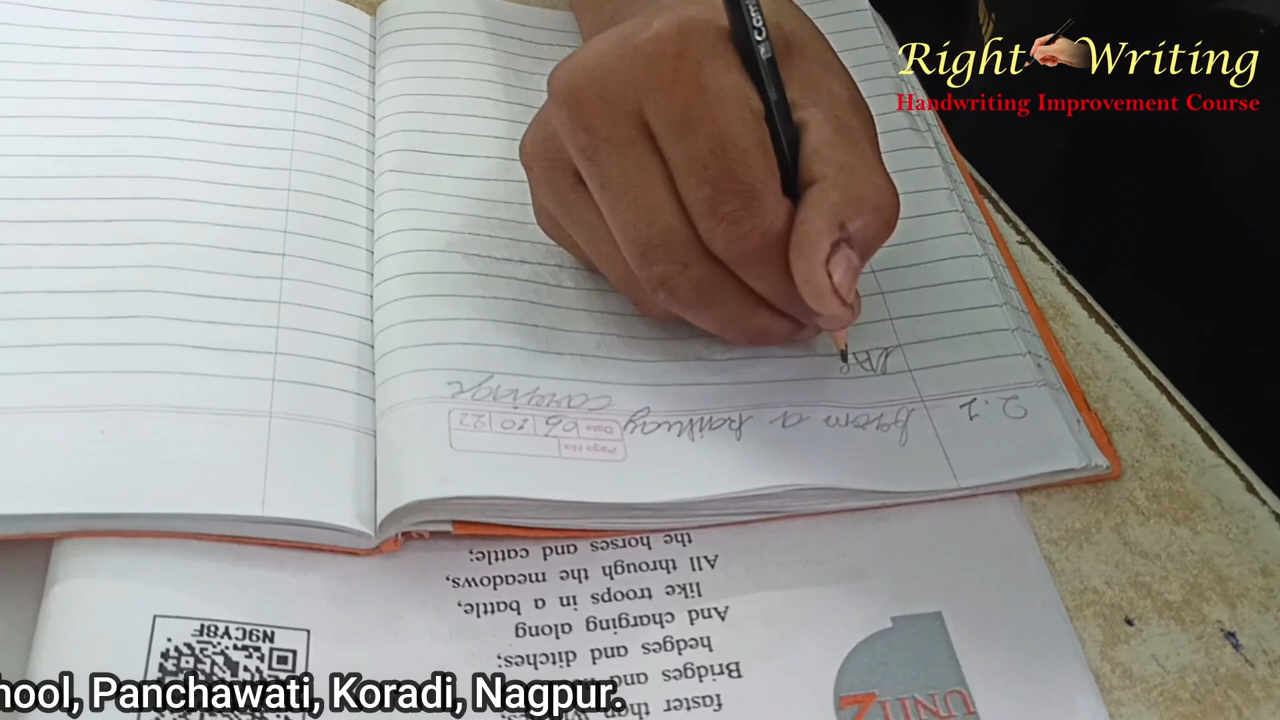 Right Writing
Handwriting Improvement Course
2.1 from a railway carriage
Page No.
Date 06 10 22
UNIT 2
faster than
Bridges and
hedges and ditches;
And charging along
like troops in a battle,
All through the meadows,
the horses and cattle;
N9CY8F
Panchawati, Koradi, Nagpur.